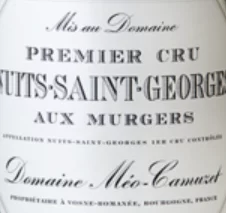 Mis au Domaine
PREMIER CRU
NUITS-SAINT-GEORGES
AUX MURGERS
APPELLATION NUITS-SAINT-GEORGES 1ER CRU CONTRÔLÉE
Domaine Méo-Camuzet
PROPRIÉTAIRE À VOSNE-ROMANÉE, BOURGOGNE, FRANCE